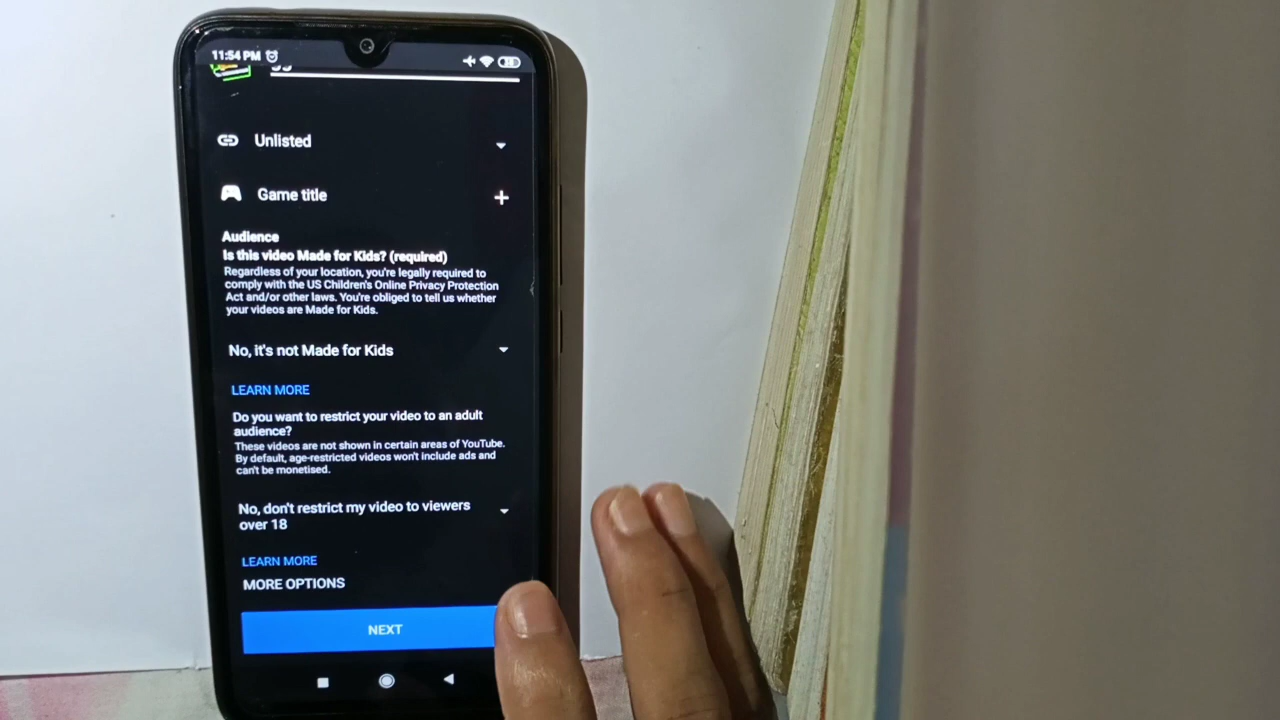 11:54 PM
Unlisted
Game title
Audience
Is this video Made for Kids? (required)
Regardless of your location, you're legally required to
comply with the US Children's Online Privacy Protection
Act and/or other laws. You're obliged to tell us whether
your videos are Made for Kids.
No, it's not Made for Kids
LEARN MORE
Do you want to restrict your video to an adult
audience?
These videos are not shown in certain areas of YouTube.
By default, age-restricted videos won't include ads and
can't be monetised.
No, don't restrict my video to viewers
over 18
LEARN MORE
MORE OPTIONS
NEXT